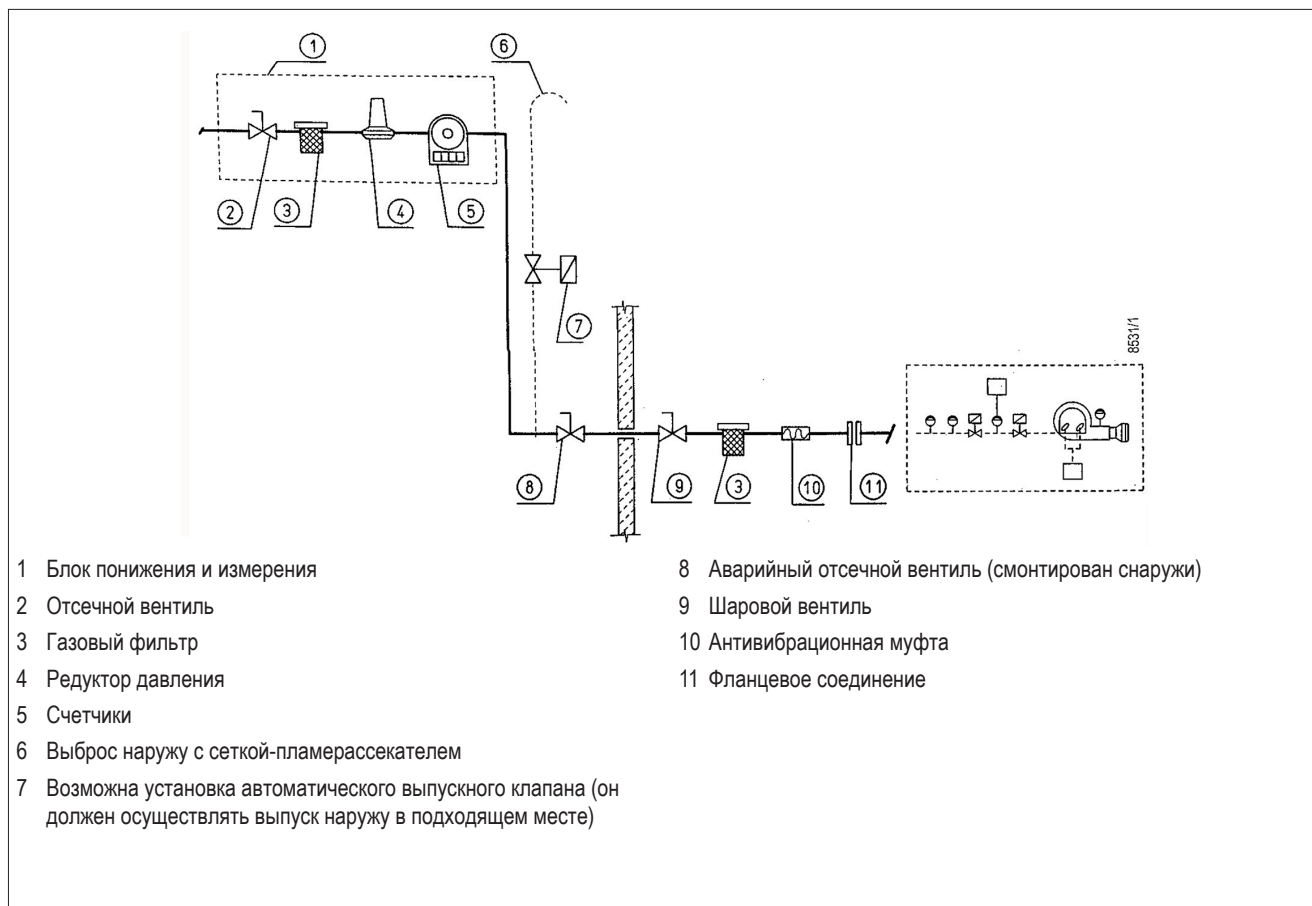 1
6
2
3
4
5
7
8531/1
8
9
3
10
11
1 Блок понижения и измерения
2 Отсечной вентиль
3 Газовый фильтр
4 Редуктор давления
5 Счетчики
6 Выброс наружу с сеткой-пламерассекателем
7 Возможна установка автоматического выпускного клапана (он
должен осуществлять выпуск наружу в подходящем месте)
8 Аварийный отсечной вентиль (смонтирован снаружи)
9 Шаровой вентиль
10 Антивибрационная муфта
11 Фланцевое соединение